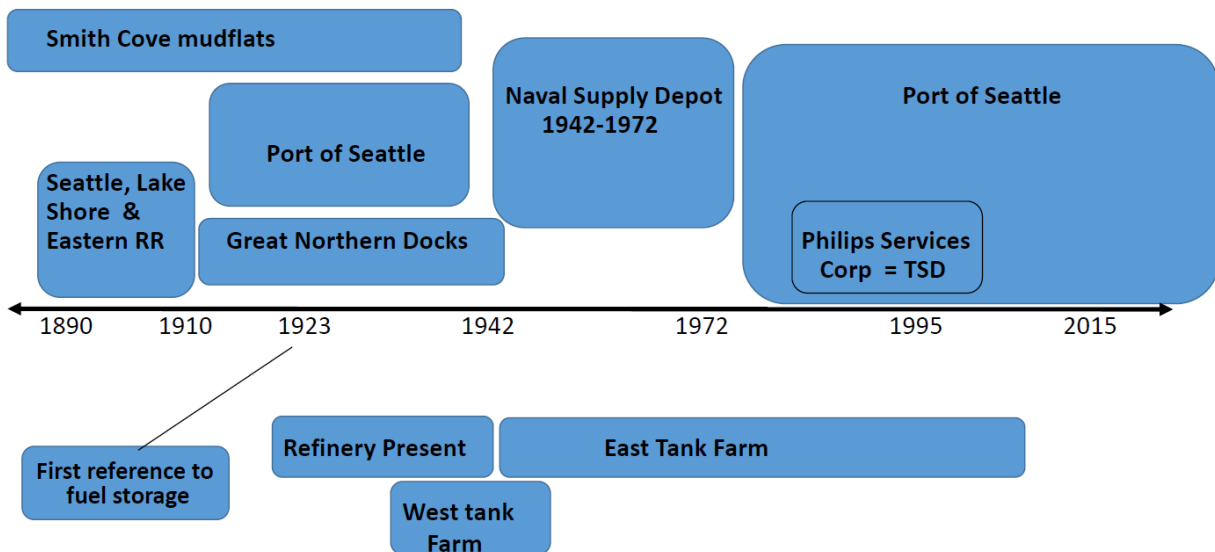 Smith Cove mudflats
Naval Supply Depot
1942-1972
Port of Seattle
Port of Seattle
Seattle, Lake
Shore &
Eastern RR
Great Northern Docks
Philips Services
Corp = TSD
1890 1910 1923 1942 1972 1995 2015
Refinery Present
East Tank Farm
First reference to
fuel storage
West tank
Farm